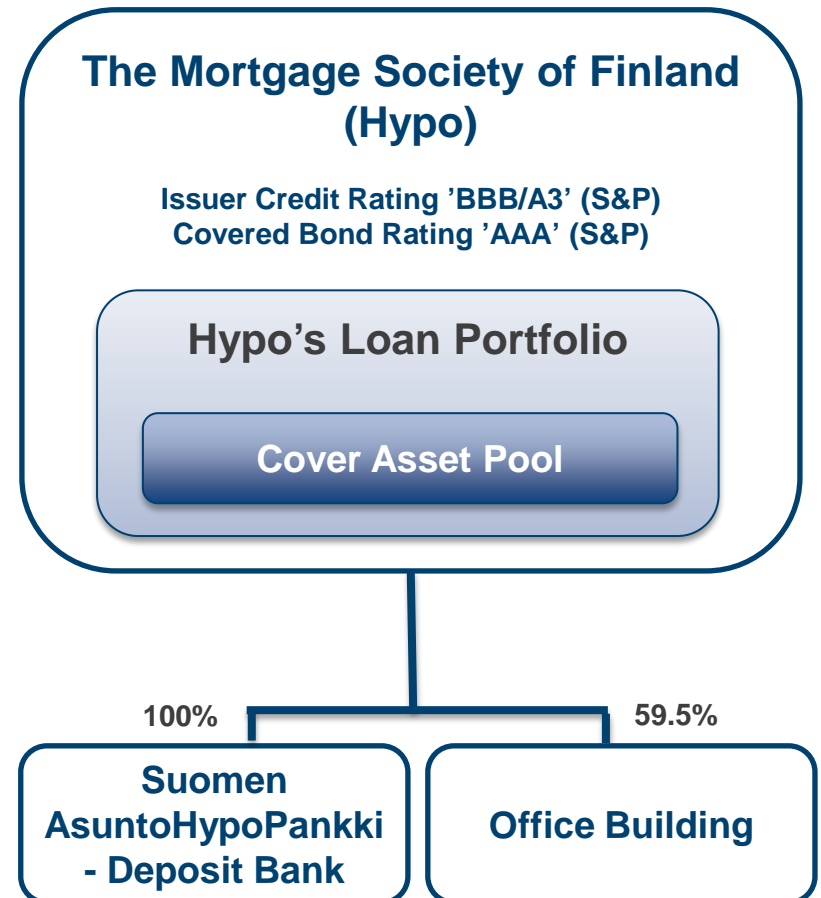 The Mortgage Society of Finland
(Hypo)
Issuer Credit Rating ’BBB/A3’ (S&P)
Covered Bond Rating ’AAA’ (S&P)
Hypo’s Loan Portfolio
Cover Asset Pool
100%
59.5%
Suomen
AsuntoHypoPankki
- Deposit Bank
Office Building